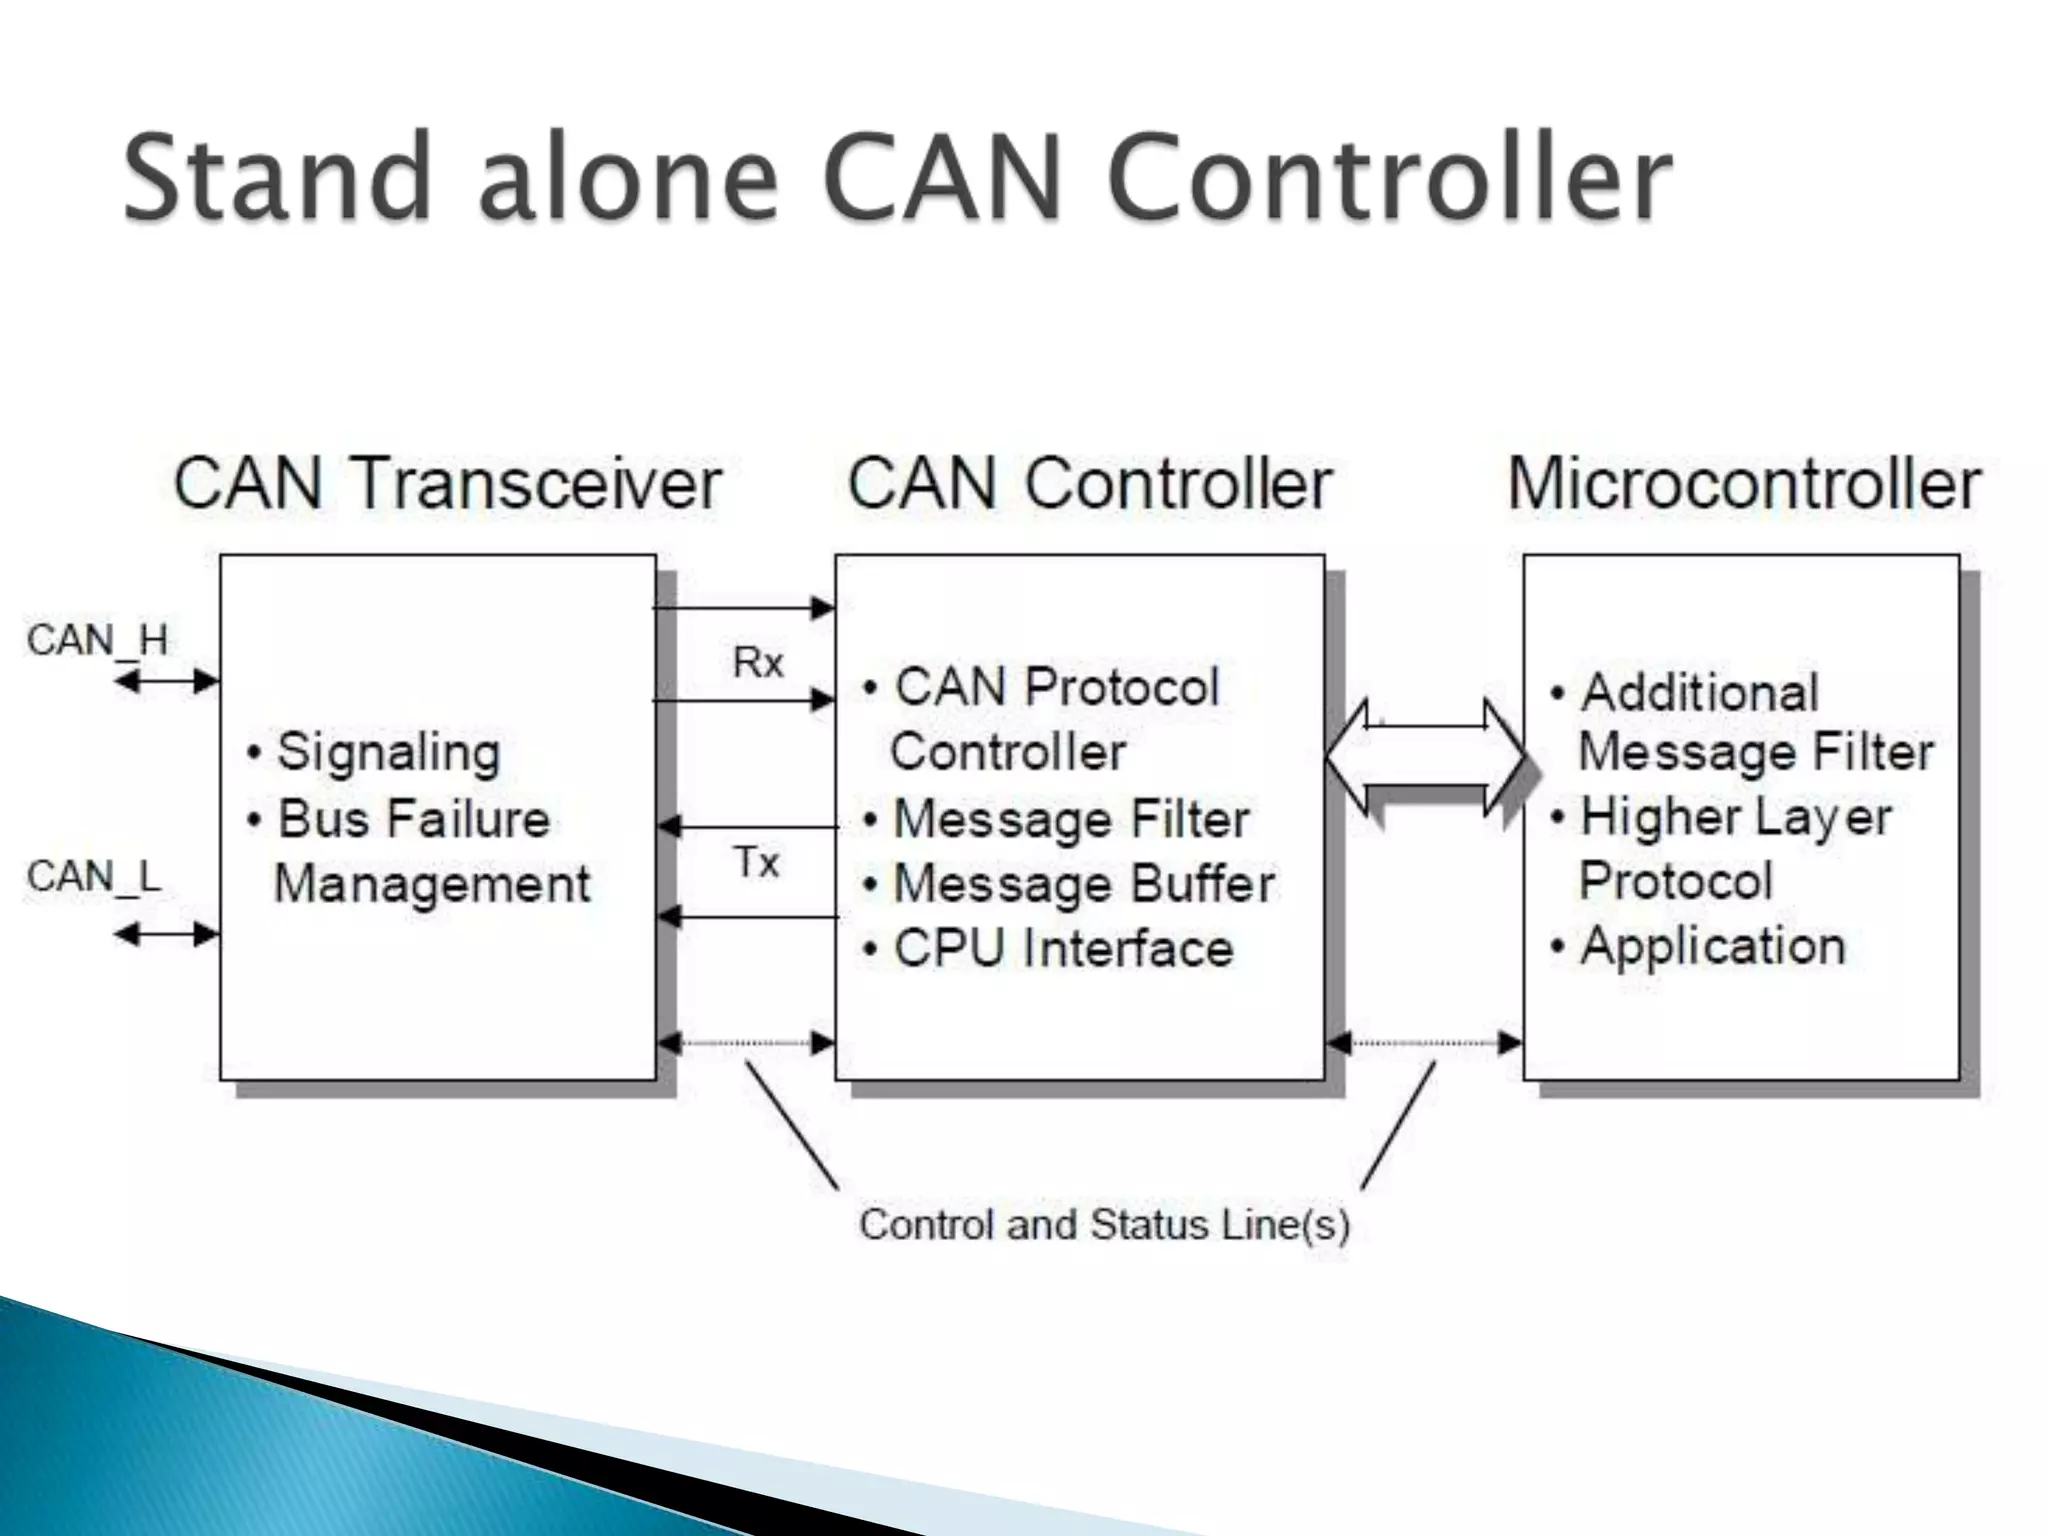 Stand alone CAN Controller
CAN Transceiver
CAN Controller
Microcontroller
CAN_H
CAN_L
• Signaling
• Bus Failure
Management
Rx
Tx
• CAN Protocol
Controller
• Message Filter
• Message Buffer
• CPU Interface
• Additional
Message Filter
• Higher Layer
Protocol
• Application
Control and Status Line(s)